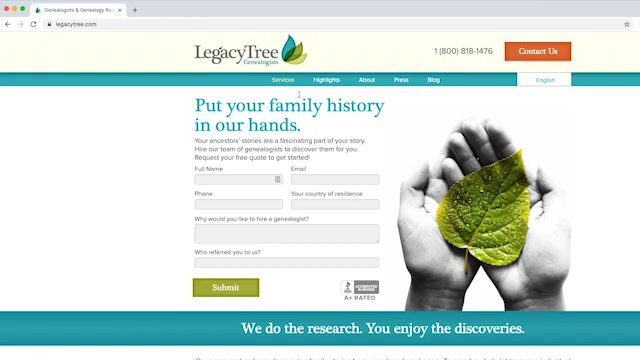 Genealogists & Genealogy Re
legacytree.com
LegacyTree
Genealogists
1 (800) 818-1476
Contact Us
Services Highlights About Press Blog
English
Put your family history
in our hands.
Your ancestors' stories are a fascinating part of your story.
Hire our team of genealogists to discover them for you.
Request your free quote to get started!
Full Name Email
Phone Your country of residence
Why would you like to hire a genealogist?
Who referred you to us?
Submit
BBB ACCREDITED
BUSINESS
A+ RATED
We do the research. You enjoy the discoveries.